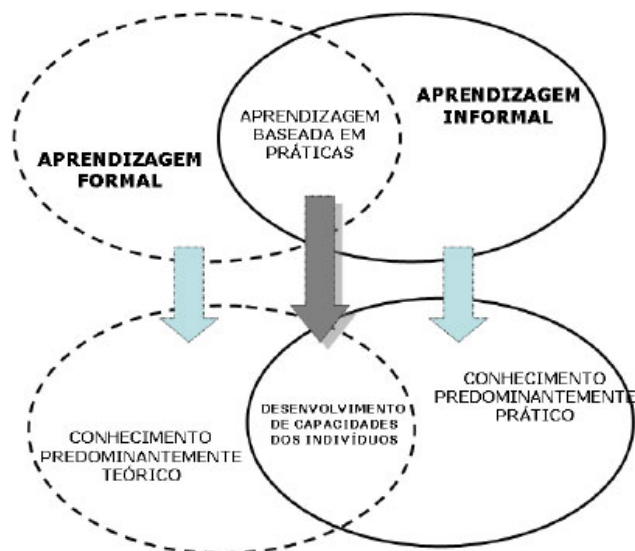 APRENDIZAGEM
FORMAL
APRENDIZAGEM
BASEADA EM
PRÁTICAS
APRENDIZAGEM
INFORMAL
CONHECIMENTO
PREDOMINANTEMENTE
TEÓRICO
DESENVOLVIMENTO
DE CAPACIDADES
DOS INDIVÍDUOS
CONHECIMENTO
PREDOMINANTEMENTE
PRÁTICO